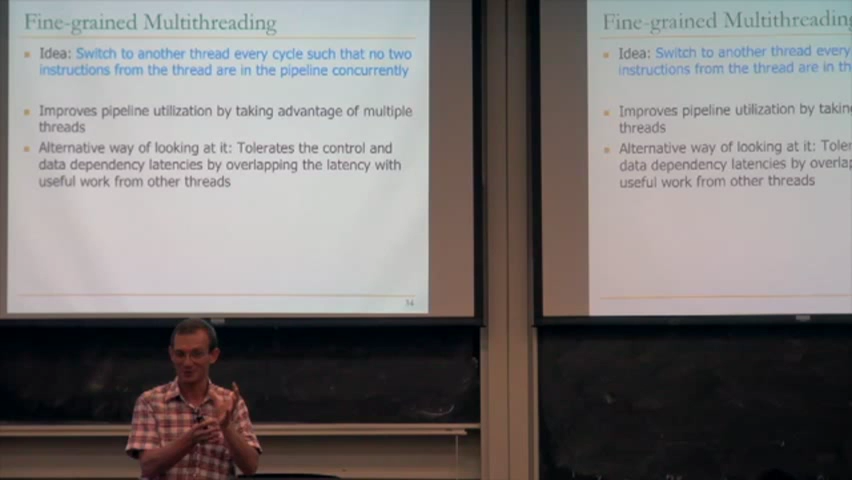 Fine-grained Multithreading
Idea: Switch to another thread every cycle such that no two
instructions from the thread are in the pipeline concurrently
Improves pipeline utilization by taking advantage of multiple
threads
Alternative way of looking at it: Tolerates the control and
data dependency latencies by overlapping the latency with
useful work from other threads
14
Fine-grained Multithreading
Idea: Switch to another thread every
instructions from the thread are in th
Improves pipeline utilization by takin
threads
Alternative way of looking at it: Toler
data dependency latencies by overlap
useful work from other threads